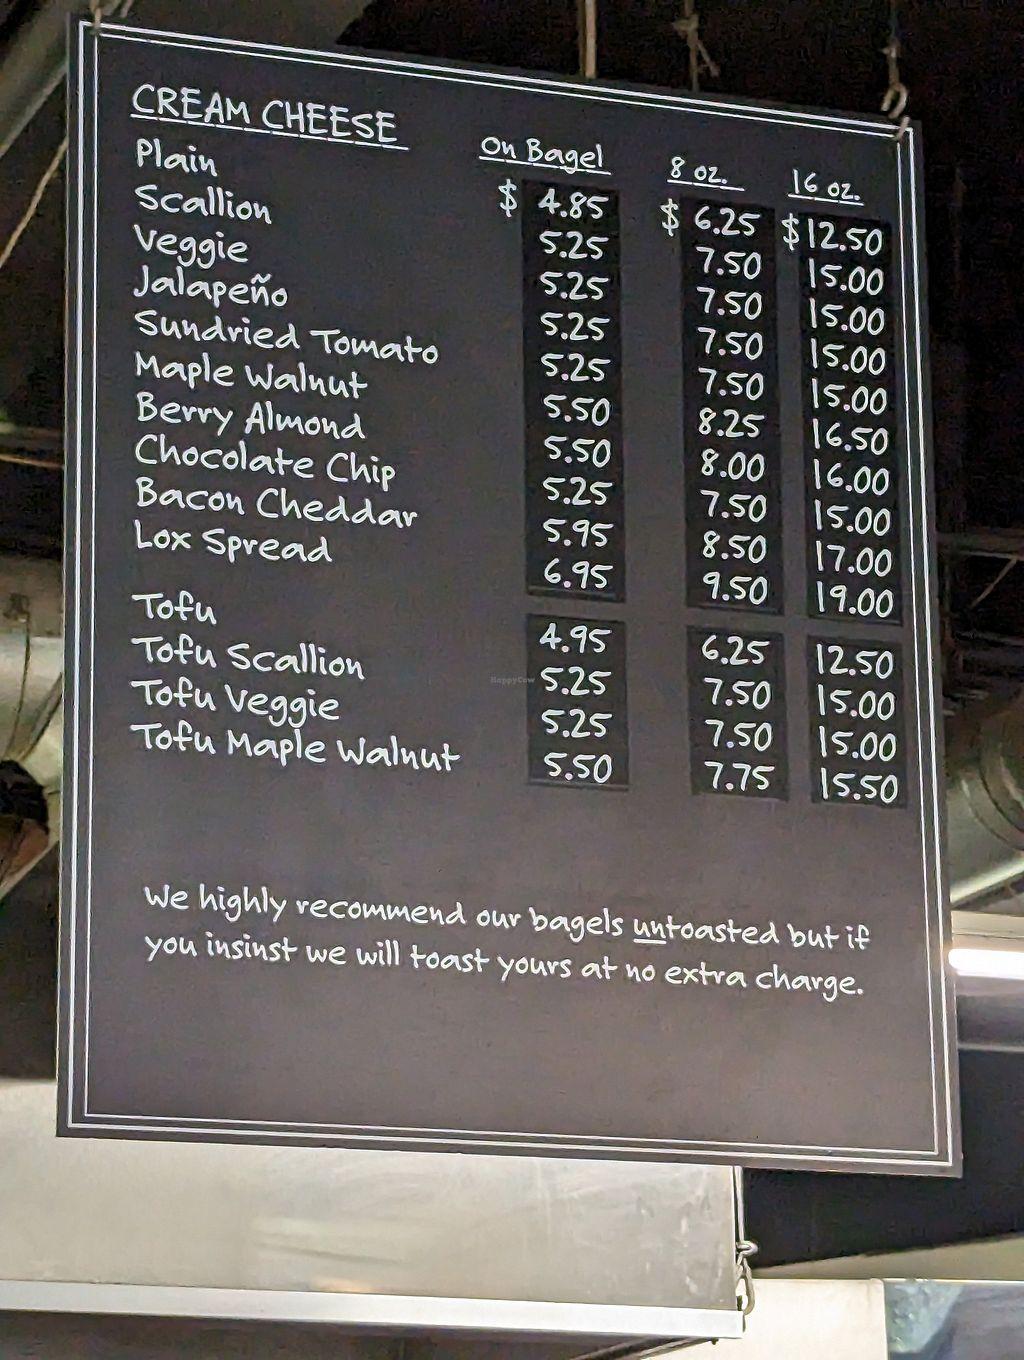 CREAM CHEESE On Bagel 8 oz. 16 oz.
Plain $ 4.85 $ 6.25 $ 12.50
Scallion 5.25 7.50 15.00
Veggie 5.25 7.50 15.00
Jalapeño 5.25 7.50 15.00
Sundried Tomato 5.25 7.50 15.00
Maple Walnut 5.50 8.25 16.50
Berry Almond 5.50 8.00 16.00
Chocolate Chip 5.25 7.50 15.00
Bacon Cheddar 5.95 8.50 17.00
Lox Spread 6.95 9.50 19.00
Tofu 4.95 6.25 12.50
Tofu Scallion 5.25 7.50 15.00
Tofu Veggie 5.25 7.50 15.00
Tofu Maple Walnut 5.50 7.75 15.50
HappyCow
We highly recommend our bagels untoasted but if
you insinst we will toast yours at no extra charge.